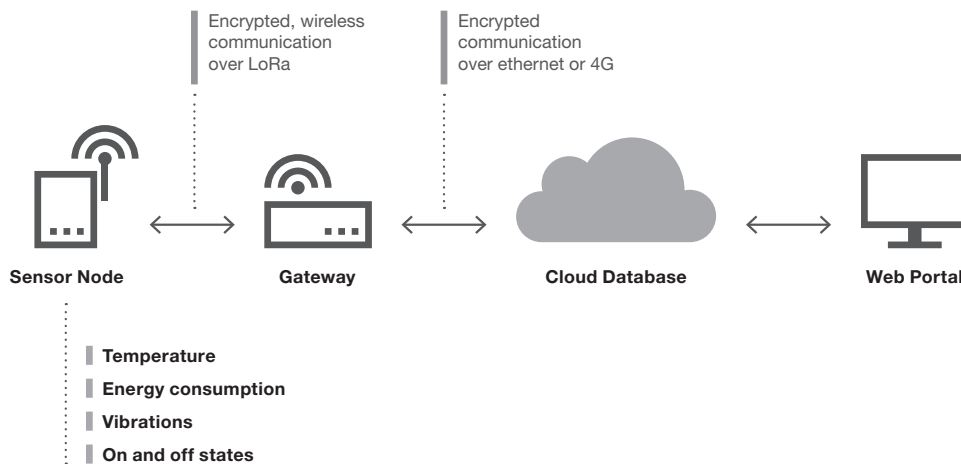 Encrypted, wireless
communication
over LoRa
Encrypted
communication
over ethernet or 4G
Sensor Node
Gateway
Cloud Database
Web Portal
Temperature
Energy consumption
Vibrations
On and off states